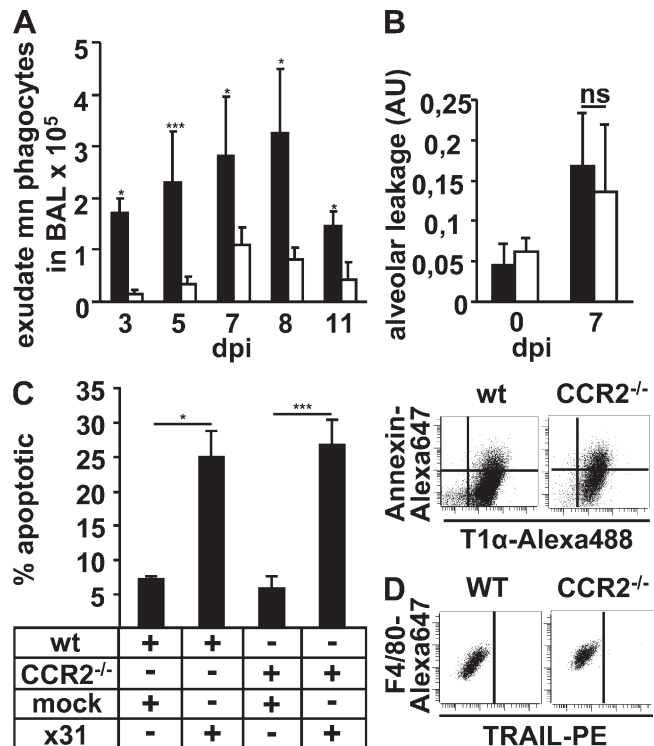 A
exudate mn phagocytes
in BAL x 10⁵
5
4
3
2
1
0
*
***
*
*
*
3 5 7 8 11
dpi
B
alveolar leakage (AU)
0,25
0,2
0,15
0,1
0,05
0
ns
0 7
dpi
C
% apoptotic
35
30
25
20
15
10
5
*
***
wt + + - -
CCR2⁻/⁻ - - + +
mock + - + -
x31 - + - +
wt CCR2⁻/⁻
Annexin-
Alexa647
T1α-Alexa488
D
WT CCR2⁻/⁻
F4/80-
Alexa647
TRAIL-PE